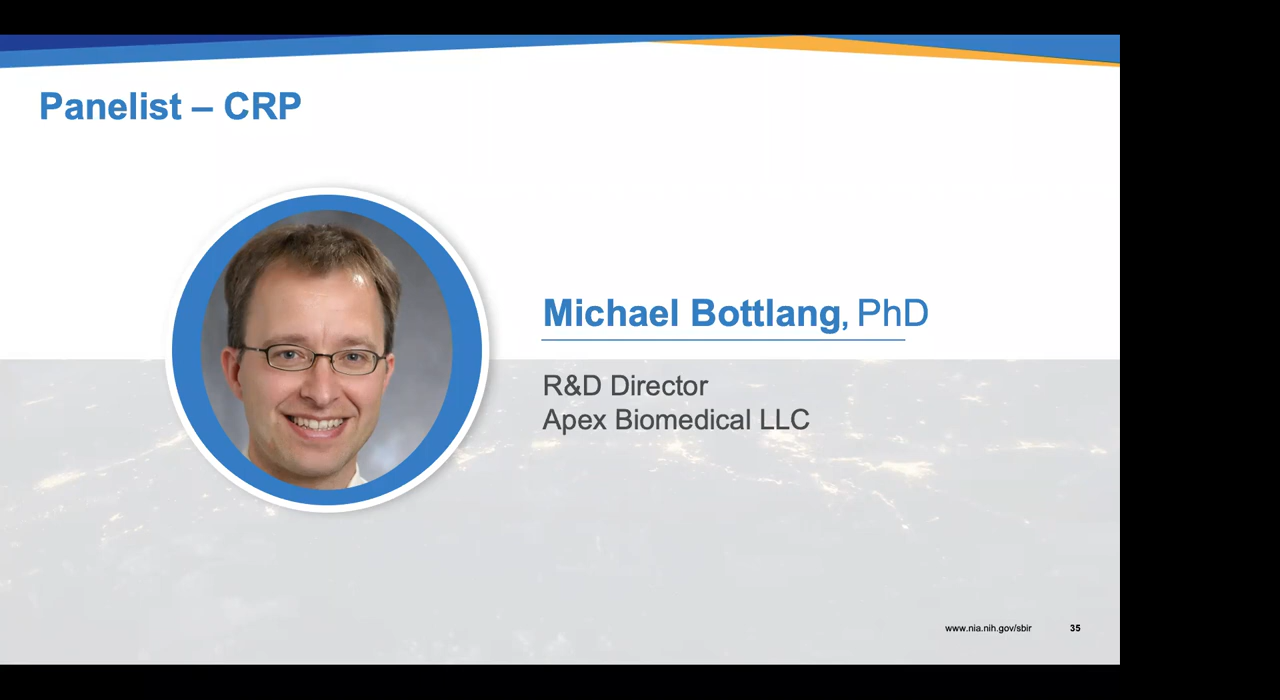 Panelist – CRP
Michael Bottlang, PhD
R&D Director
Apex Biomedical LLC
www.nia.nih.gov/sbir 35